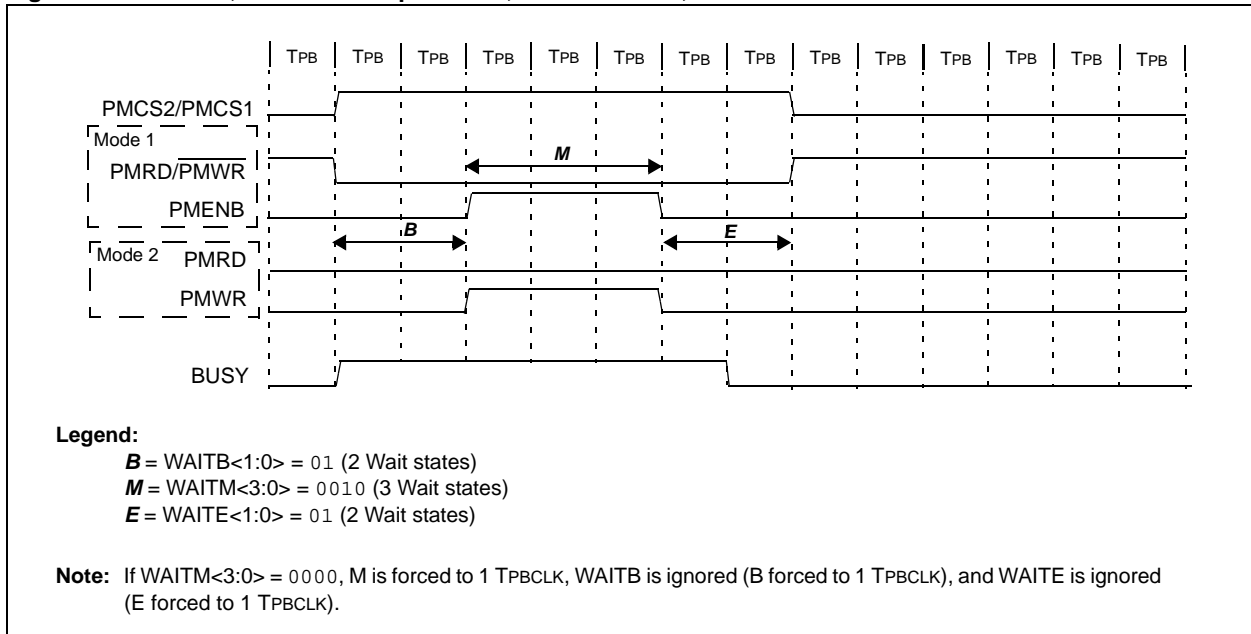 TPB TPB TPB TPB TPB TPB TPB TPB TPB TPB TPB TPB TPB TPB
PMCS2/PMCS1
Mode 1
M
PMRD/PMWR
PMENB
B E
Mode 2
PMRD
PMWR
BUSY
Legend:
B = WAITB<1:0> = 01 (2 Wait states)
M = WAITM<3:0> = 0010 (3 Wait states)
E = WAITE<1:0> = 01 (2 Wait states)
Note: If WAITM<3:0> = 0000, M is forced to 1 TPBCLK, WAITB is ignored (B forced to 1 TPBCLK), and WAITE is ignored
(E forced to 1 TPBCLK).